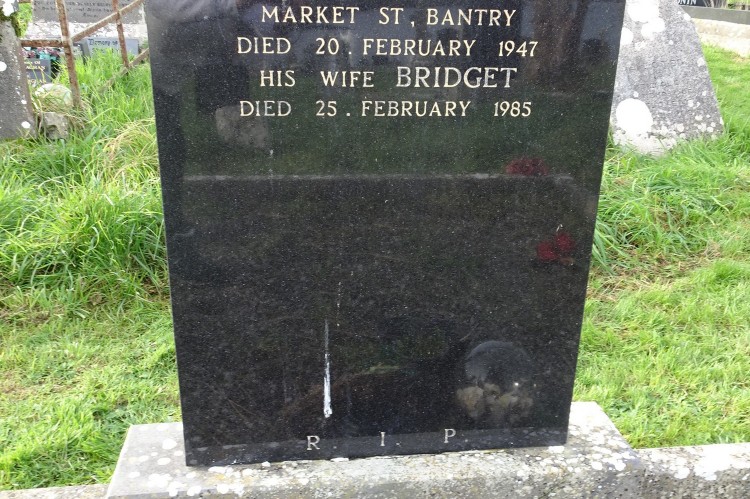 MARKET ST, BANTRY
DIED 20. FEBRUARY 1947
HIS WIFE BRIDGET
DIED 25. FEBRUARY 1985
R I P